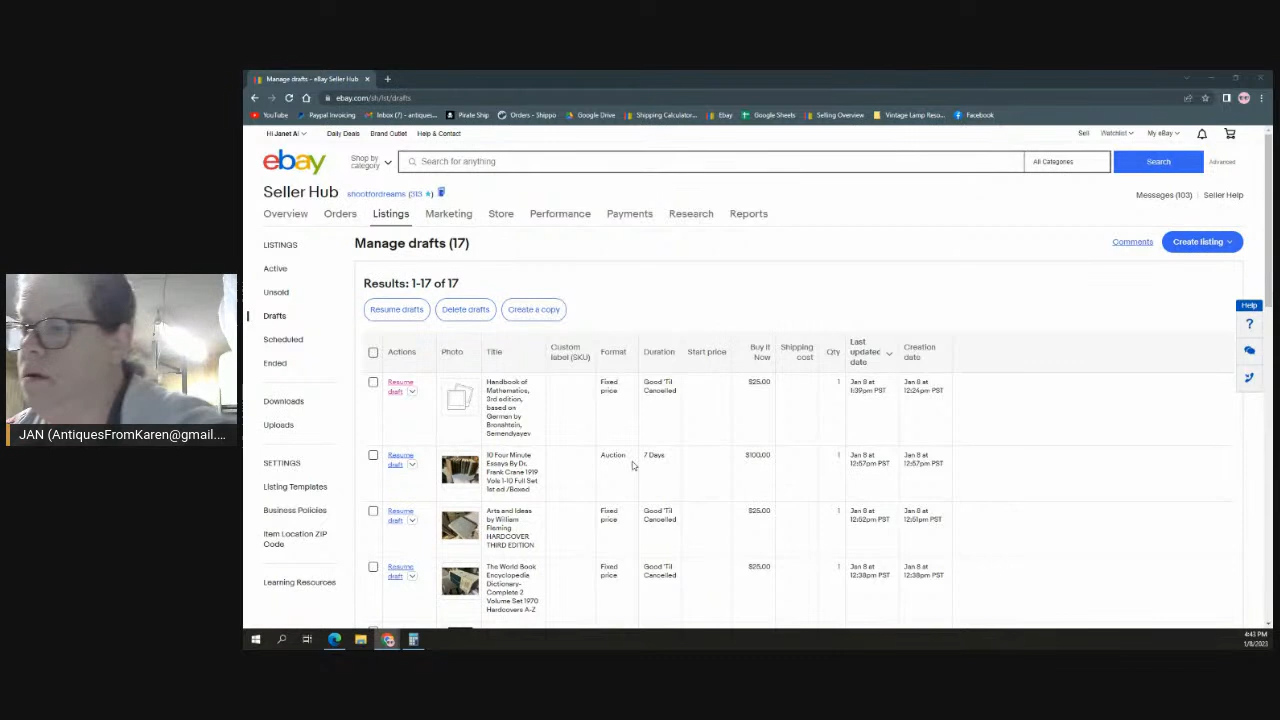 Manage drafts - eBay Seller Hub
ebay.com/sh/lst/drafts
YouTube Paypal Invoicing Inbox (7) - antiques... Pirate Ship Orders - Shippo Google Drive Shipping Calculator... Ebay Google Sheets Selling Overview Vintage Lamp Reso... Facebook
Hi Janet A! Daily Deals Brand Outlet Help & Contact Sell Watchlist My eBay
ebay Shop by category Search for anything All Categories Search Advanced
Seller Hub shootfordreams (313) Messages (103) Seller Help
Overview Orders Listings Marketing Store Performance Payments Research Reports
LISTINGS
Active
Unsold
Drafts
Scheduled
Ended
Downloads
Uploads
SETTINGS
Listing Templates
Business Policies
Item Location ZIP
Code
Learning Resources
Manage drafts (17) Comments Create listing
Results: 1-17 of 17
Resume drafts Delete drafts Create a copy
Actions Photo Title Custom label (SKU) Format Duration Start price Buy it Now Shipping cost Qty Last updated date Creation date
Resume draft Handbook of Mathematics, 3rd edition, based on German by Bronshtein, Semendyayev Fixed price Good 'Til Cancelled $25.00 1 Jan 8 at 1:39pm PST Jan 8 at 12:24pm PST
Resume draft 10 Four Minute Essays By Dr. Frank Crane 1919 Vols 1-10 Full Set 1st ed /Boxed Auction 7 Days $100.00 1 Jan 8 at 12:57pm PST Jan 8 at 12:57pm PST
Resume draft Arts and Ideas by William Fleming HARDCOVER THIRD EDITION Fixed price Good 'Til Cancelled $25.00 1 Jan 8 at 12:52pm PST Jan 8 at 12:51pm PST
Resume draft The World Book Encyclopedia Dictionary- Complete 2 Volume Set 1970 Hardcovers A-Z Fixed price Good 'Til Cancelled $25.00 1 Jan 8 at 12:38pm PST Jan 8 at 12:38pm PST
Help
4:43 PM
1/8/2023
JAN (AntiquesFromKaren@gmail....